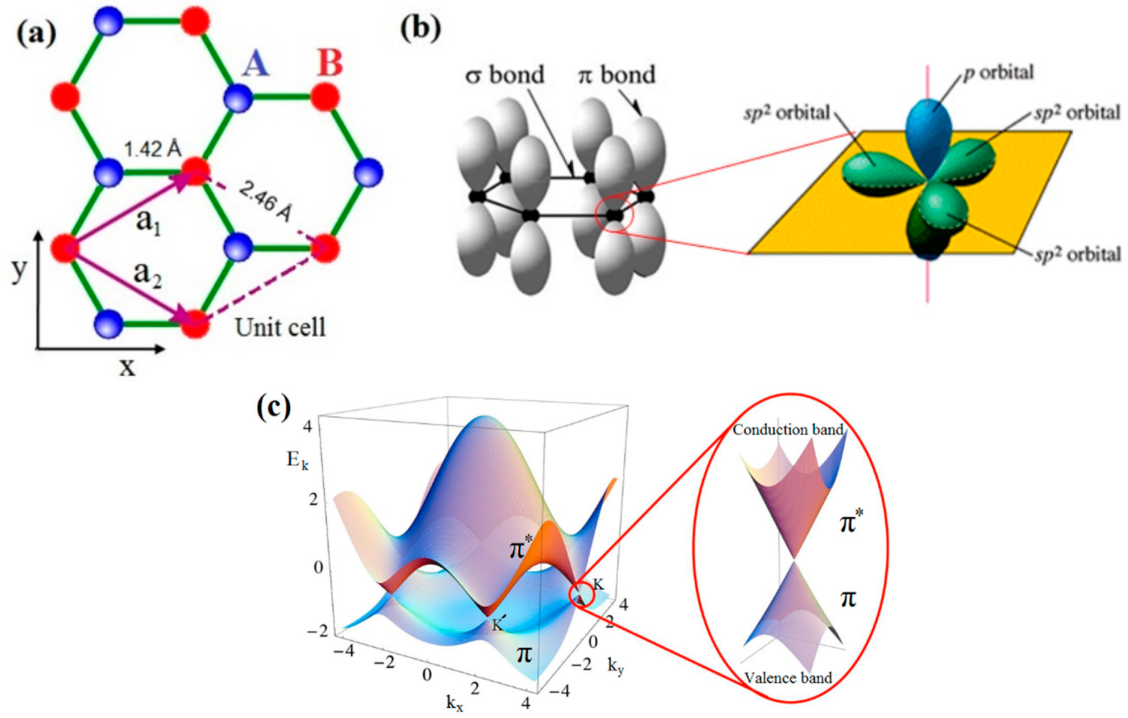 (a)
A
B
1.42 Å
2.46 Å
a1
a2
Unit cell
y
x
(b)
σ bond
π bond
p orbital
sp2 orbital
sp2 orbital
sp2 orbital
(c)
4
Ek
2
0
−2
π*
π
K
K´
−4
−2
0
2
4
kx
4
2
0
−2
−4
ky
Conduction band
π*
π
Valence band